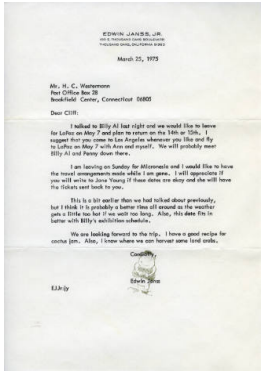 EDWIN JANSS, JR.
THOUSAND OAKS BOULEVARD
THOUSAND OAKS, CALIFORNIA 91360
March 25, 1975
Mr. H. C. Westermann
Post Office Box 28
Brookfield Center, Connecticut 06805
Dear Cliff:
I talked to Billy Al last night and we would like to leave
for LaPaz on May 7 and plan to return on the 14th or 15th. I
suggest that you come to Los Angeles whenever you like and fly
to LaPaz on May 7 with Ann and myself. We will probably meet
Billy Al and Penny down there.
I am leaving on Sunday for Micronesia and I would like to have
the travel arrangements made while I am gone. I will appreciate if
you will write to Jane Young if these dates are okay and she will have
the tickets sent back to you.
This is a bit earlier than we had talked about previously,
but I think it is probably a better time all around as the weather
gets a little too hot if we wait too long. Also, this date fits in
better with Billy's exhibition schedule.
We are looking forward to the trip. I have a good recipe for
cactus jam. Also, I know where we can harvest some land crabs.
Cordially,
Edwin Janss
EJJr:jy